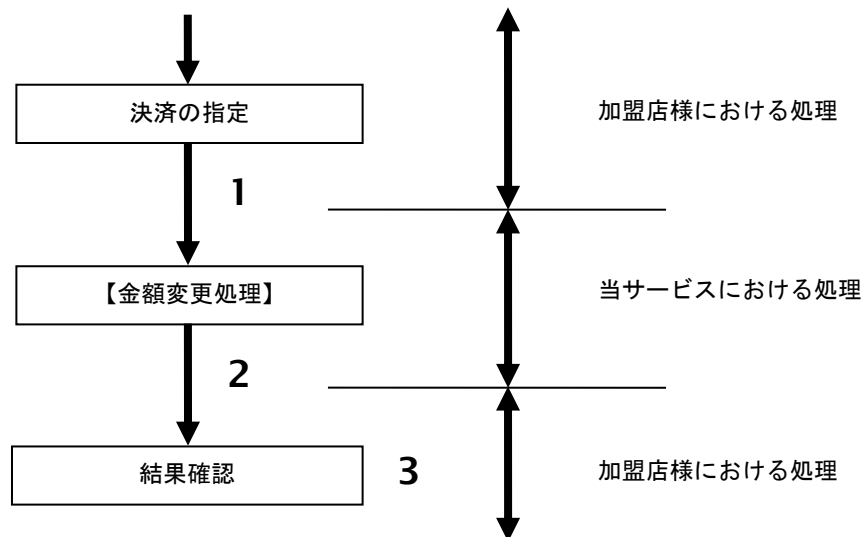 決済の指定
加盟店様における処理
1
【金額変更処理】
当サービスにおける処理
2
結果確認
3
加盟店様における処理